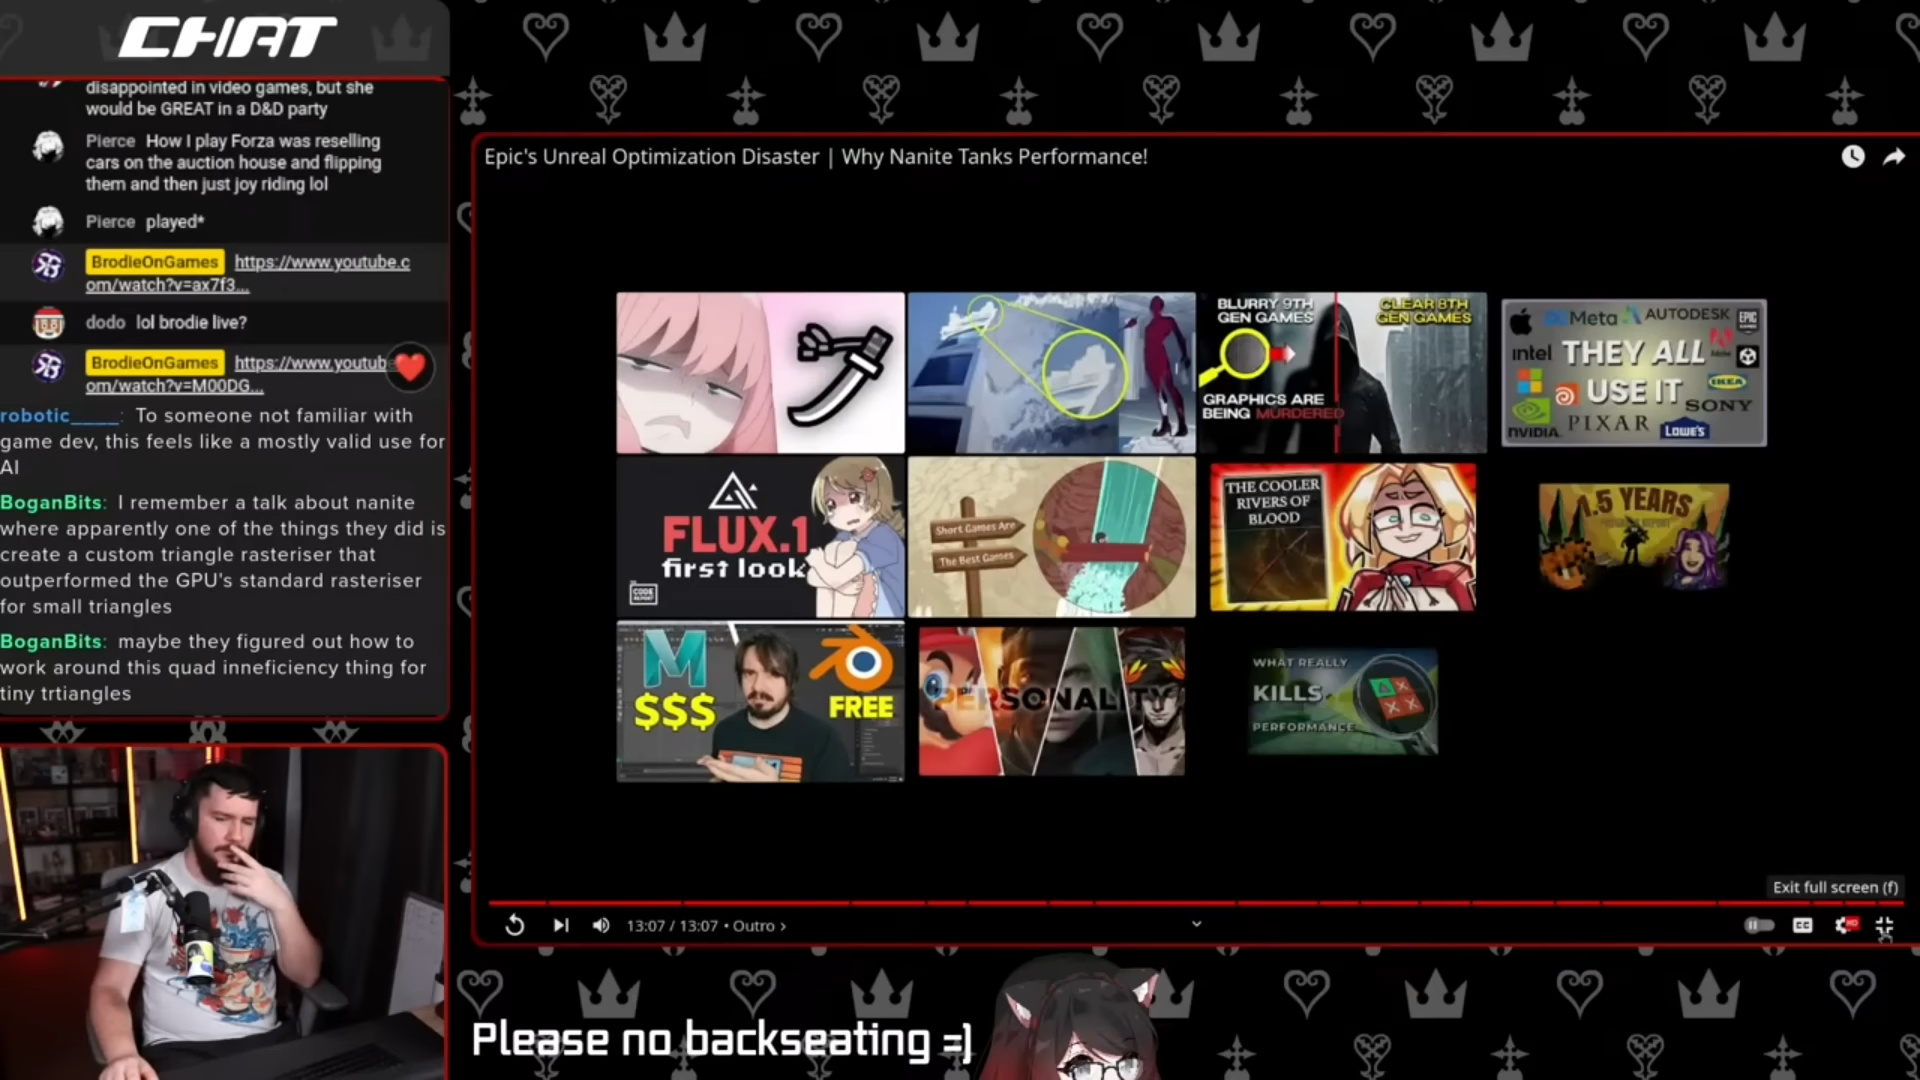 CHAT
disappointed in video games, but she
would be GREAT in a D&D party
Pierce How I play Forza was reselling
cars on the auction house and flipping
them and then just joy riding lol
Pierce played*
BrodieOnGames https://www.youtube.c
om/watch?v=ax7f3...
dodo lol brodie live?
BrodieOnGames https://www.youtub
om/watch?v=M00DG...
robotic____: To someone not familiar with
game dev, this feels like a mostly valid use for
AI
BoganBits: I remember a talk about nanite
where apparently one of the things they did is
create a custom triangle rasteriser that
outperformed the GPU's standard rasteriser
for small triangles
BoganBits: maybe they figured out how to
work around this quad inneficiency thing for
tiny trtiangles
Epic's Unreal Optimization Disaster | Why Nanite Tanks Performance!
BLURRY 9TH
GEN GAMES
CLEAR 8TH
GEN GAMES
GRAPHICS ARE
BEING MURDERED
Meta AUTODESK EPIC
intel THEY ALL Adobe
USE IT IKEA
SONY
NVIDIA PIXAR LOWE'S
FLUX.1
first look
CODE
REPORT
Short Games Are
The Best Games
THE COOLER
RIVERS OF
BLOOD
1.5 YEARS
M
$$$
FREE
PERSONALITY
WHAT REALLY
KILLS
PERFORMANCE
Exit full screen (f)
13:07 / 13:07 • Outro ›
CC
HD
Please no backseating =)